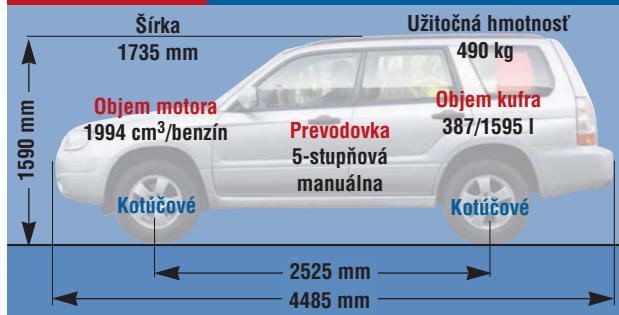 Šírka
1735 mm
Užitočná hmotnosť
490 kg
1590 mm
Objem motora
1994 cm³/benzín
Prevodovka
5-stupňová
manuálna
Objem kufra
387/1595 l
Kotúčové
Kotúčové
2525 mm
4485 mm